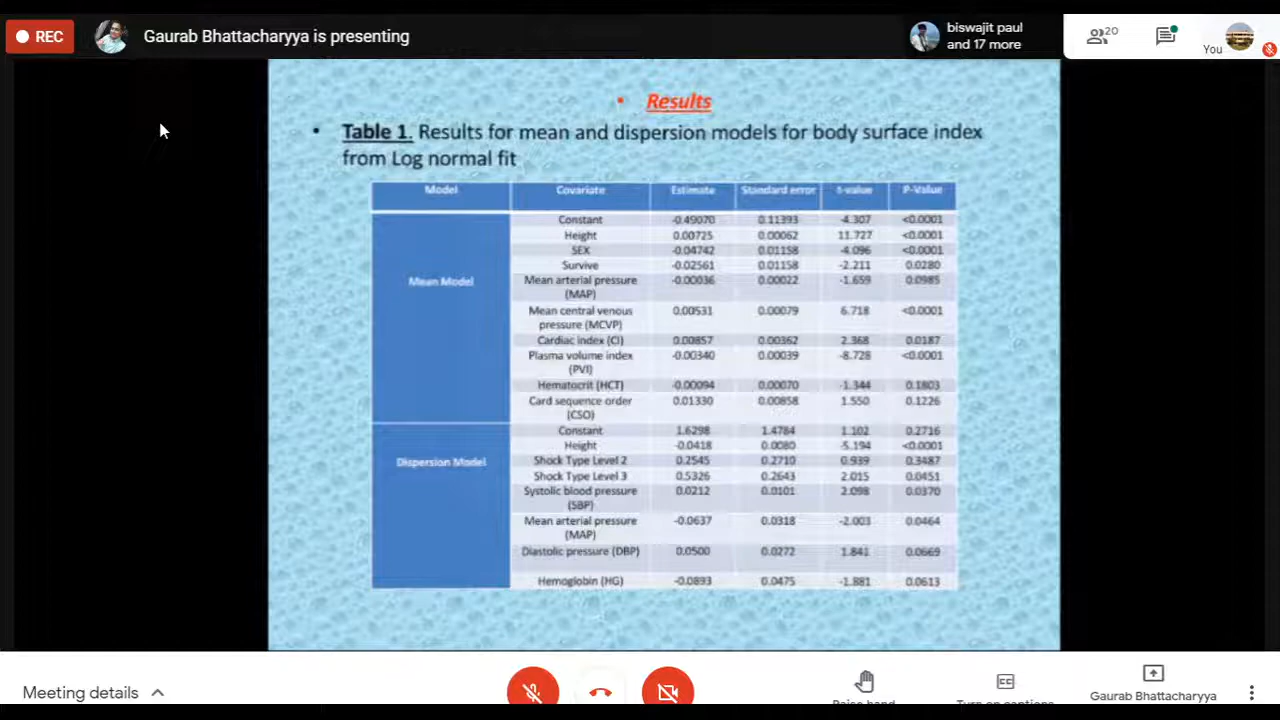 REC
Gaurab Bhattacharyya is presenting
biswajit paul
and 17 more
20
You
• Results
• Table 1. Results for mean and dispersion models for body surface index
from Log normal fit
Model Covariate Estimate Standard error t-value P-Value
Constant -0.49070 0.11393 -4.307 <0.0001
Height 0.00725 0.00062 11.727 <0.0001
SEX -0.04742 0.01158 -4.096 <0.0001
Survive -0.02561 0.01158 -2.211 0.0280
Mean Model Mean arterial pressure -0.00036 0.00022 -1.659 0.0985
(MAP)
Mean central venous 0.00531 0.00079 6.718 <0.0001
pressure (MCVP)
Cardiac index (CI) 0.00857 0.00362 2.368 0.0187
Plasma volume index -0.00340 0.00039 -8.728 <0.0001
(PVI)
Hematocrit (HCT) -0.00094 0.00070 -1.344 0.1803
Card sequence order 0.01330 0.00858 1.550 0.1226
(CSO)
Constant 1.6298 1.4784 1.102 0.2716
Height -0.0418 0.0080 -5.194 <0.0001
Dispersion Model Shock Type Level 2 0.2545 0.2710 0.939 0.3487
Shock Type Level 3 0.5326 0.2643 2.015 0.0451
Systolic blood pressure 0.0212 0.0101 2.098 0.0370
(SBP)
Mean arterial pressure -0.0637 0.0318 -2.003 0.0464
(MAP)
Diastolic pressure (DBP) 0.0500 0.0272 1.841 0.0669
Hemoglobin (HG) -0.0893 0.0475 -1.881 0.0613
Meeting details
Raise hand
CC
Turn on captions
Gaurab Bhattacharyya